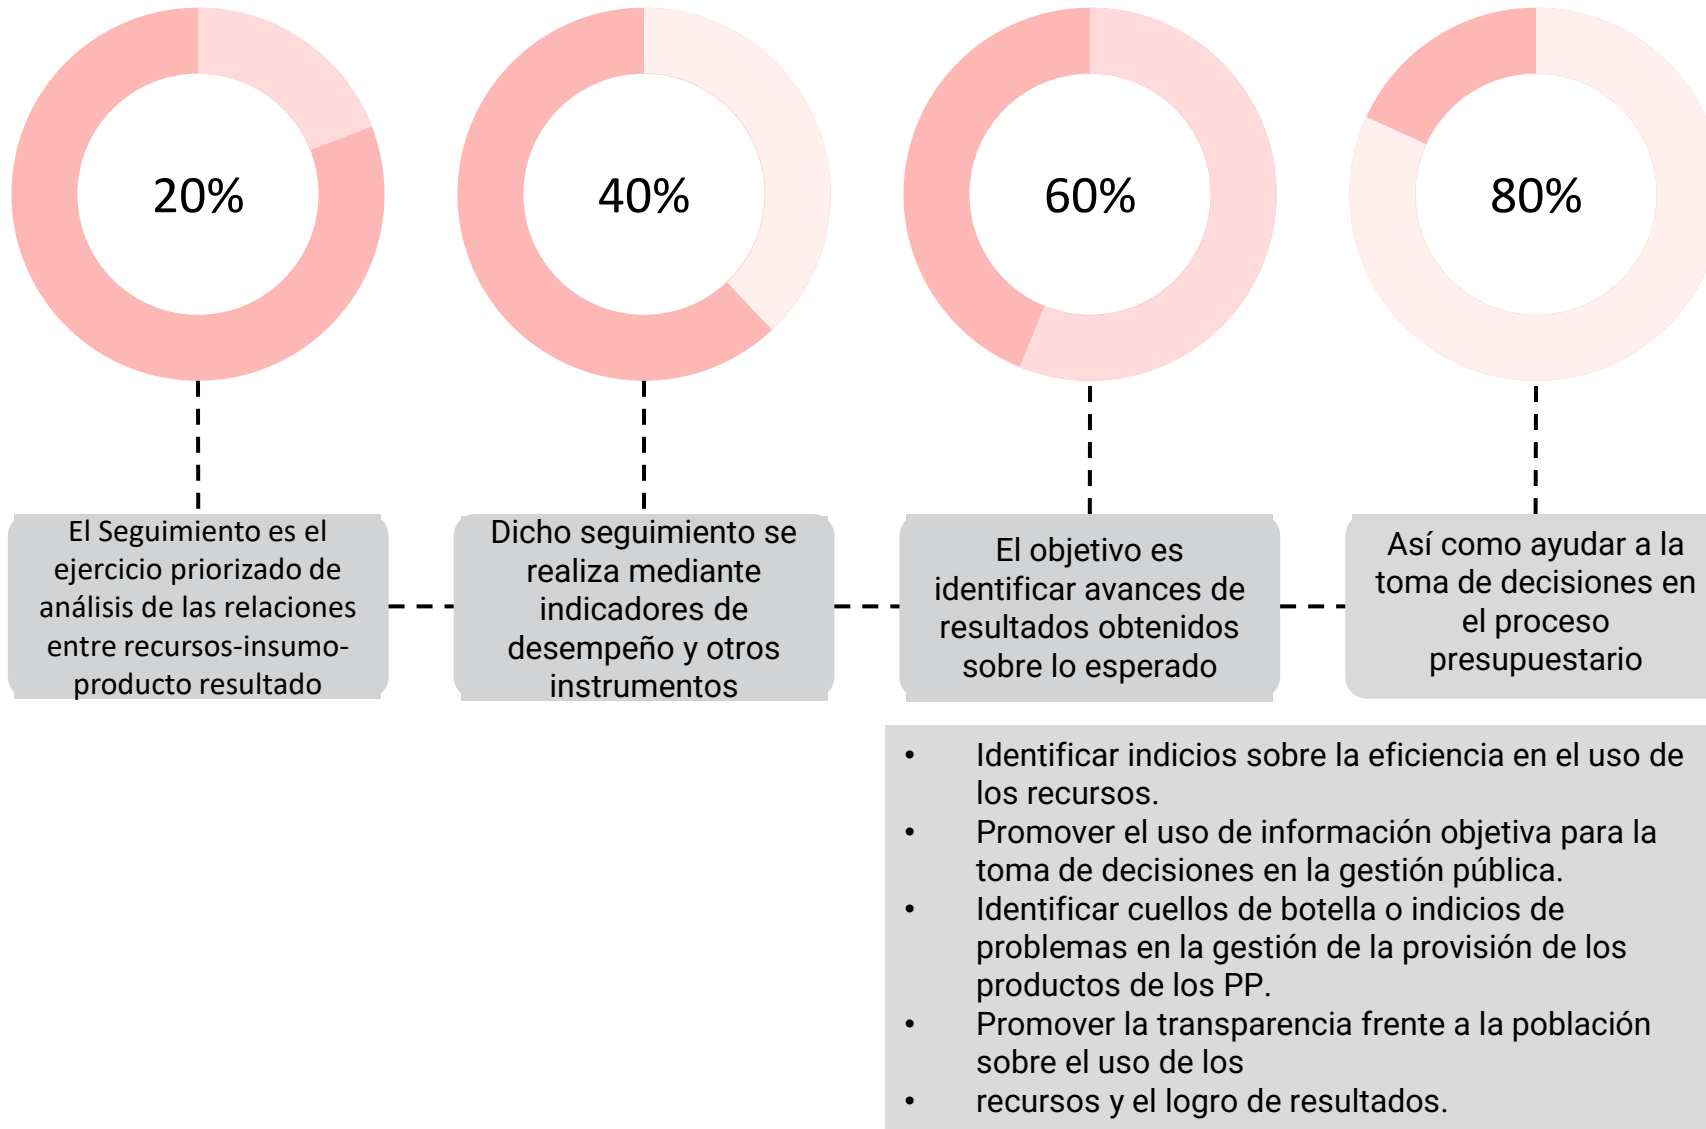 20%
40%
60%
80%
El Seguimiento es el
ejercicio priorizado de
análisis de las relaciones
entre recursos-insumo-
producto resultado
Dicho seguimiento se
realiza mediante
indicadores de
desempeño y otros
instrumentos
El objetivo es
identificar avances de
resultados obtenidos
sobre lo esperado
Así como ayudar a la
toma de decisiones en
el proceso
presupuestario
• Identificar indicios sobre la eficiencia en el uso de
los recursos.
• Promover el uso de información objetiva para la
toma de decisiones en la gestión pública.
• Identificar cuellos de botella o indicios de
problemas en la gestión de la provisión de los
productos de los PP.
• Promover la transparencia frente a la población
sobre el uso de los
• recursos y el logro de resultados.